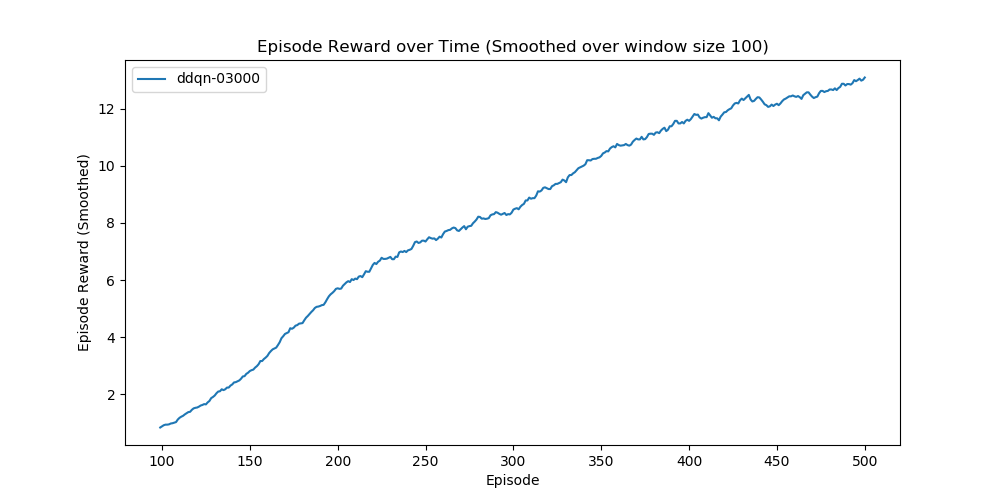 Episode Reward over Time (Smoothed over window size 100)
ddqn-03000
Episode Reward (Smoothed)
12
10
8
6
4
2
100 150 200 250 300 350 400 450 500
Episode